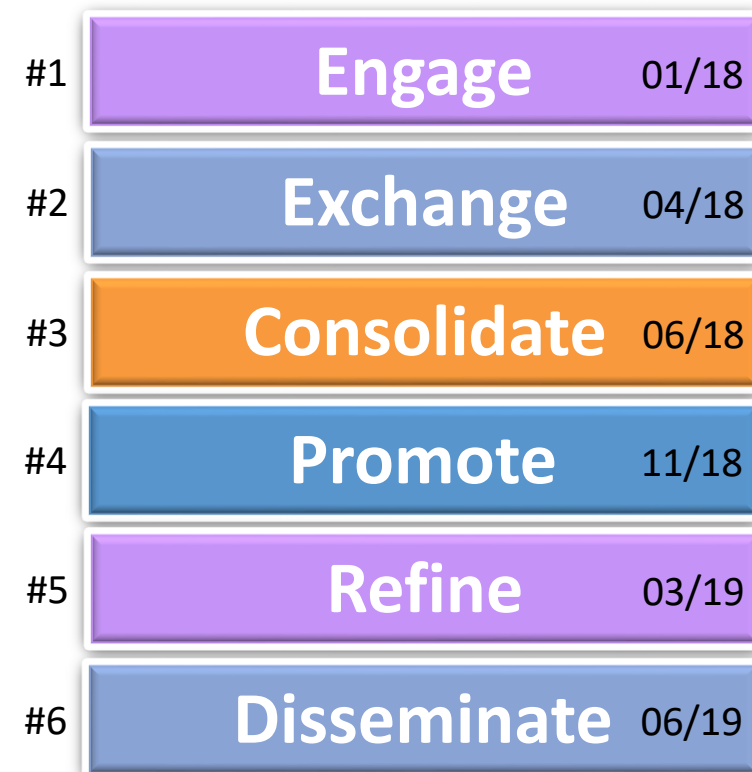 #1 Engage 01/18
#2 Exchange 04/18
#3 Consolidate 06/18
#4 Promote 11/18
#5 Refine 03/19
#6 Disseminate 06/19